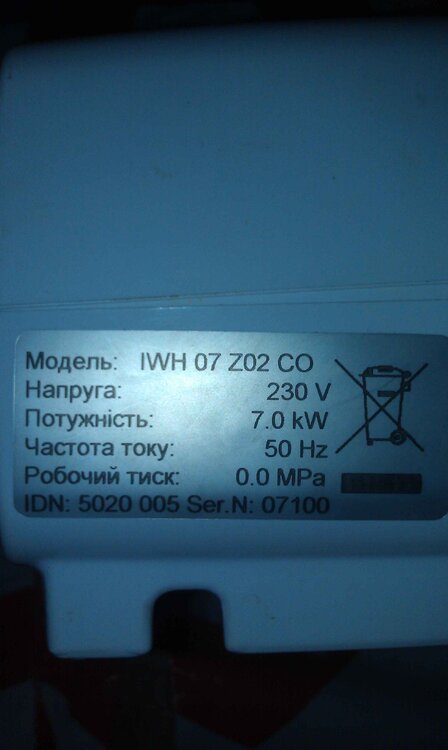 Модель: IWH 07 Z02 CO
Напруга: 230 V
Потужність: 7.0 kW
Частота току: 50 Hz
Робочий тиск: 0.0 MPa
IDN: 5020 005 Ser.N: 07100